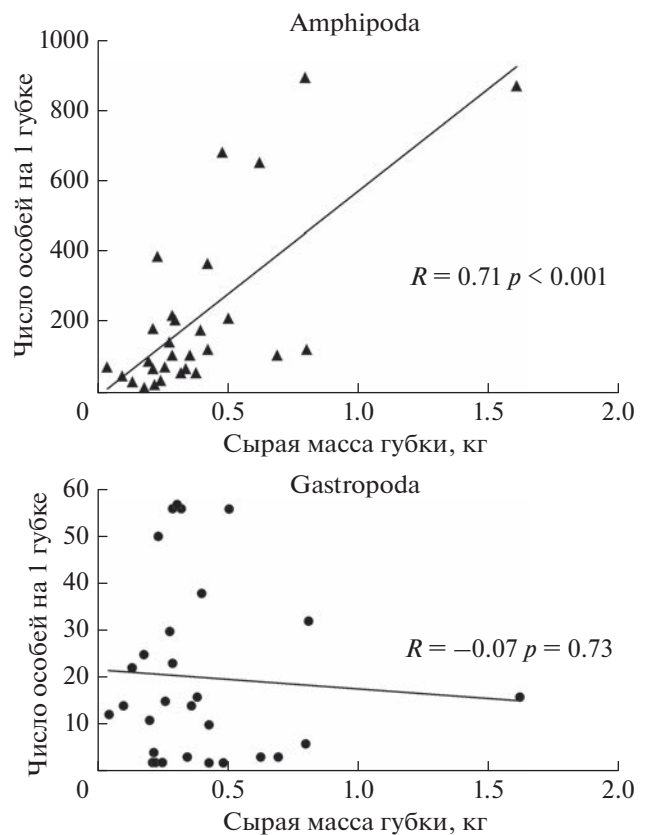 Amphipoda
1000
800
600
400
200
0
0.5
1.0
1.5
2.0
Число особей на 1 губке
R = 0.71 p < 0.001
Сырая масса губки, кг
Gastropoda
60
50
40
30
20
10
0
0.5
1.0
1.5
2.0
Число особей на 1 губке
R = –0.07 p = 0.73
Сырая масса губки, кг